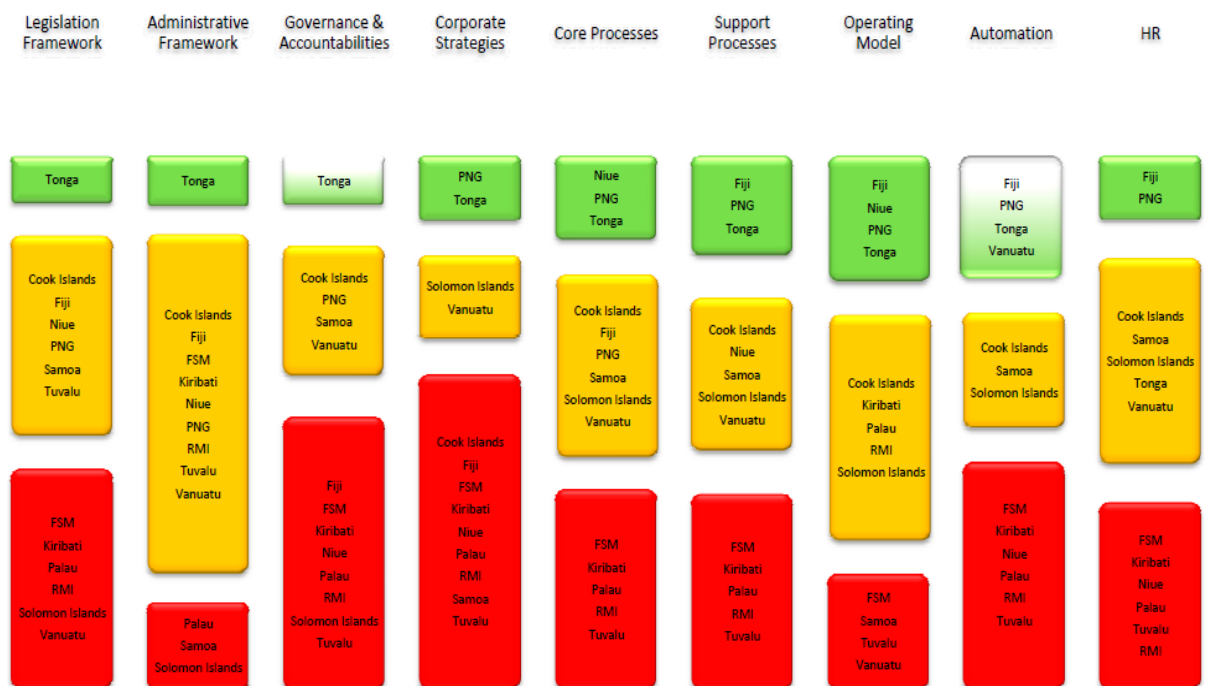 Legislation
Framework
Administrative
Framework
Governance &
Accountabilities
Corporate
Strategies
Core Processes
Support
Processes
Operating
Model
Automation
HR
Tonga
Cook Islands
Fiji
Niue
PNG
Samoa
Tuvalu
FSM
Kiribati
Palau
RMI
Solomon Islands
Vanuatu
Tonga
Cook Islands
Fiji
FSM
Kiribati
Niue
PNG
RMI
Tuvalu
Vanuatu
Palau
Samoa
Solomon Islands
Tonga
Cook Islands
PNG
Samoa
Vanuatu
Fiji
FSM
Kiribati
Niue
Palau
RMI
Solomon Islands
Tuvalu
PNG
Tonga
Solomon Islands
Vanuatu
Cook Islands
Fiji
FSM
Kiribati
Niue
Palau
RMI
Samoa
Tuvalu
Niue
PNG
Tonga
Cook Islands
Fiji
PNG
Samoa
Solomon Islands
Vanuatu
FSM
Kiribati
Palau
RMI
Tuvalu
Fiji
PNG
Tonga
Cook Islands
Niue
Samoa
Solomon Islands
Vanuatu
FSM
Kiribati
Palau
RMI
Tuvalu
Fiji
Niue
PNG
Tonga
Cook Islands
Kiribati
Palau
RMI
Solomon Islands
FSM
Samoa
Tuvalu
Vanuatu
Fiji
PNG
Tonga
Vanuatu
Cook Islands
Samoa
Solomon Islands
FSM
Kiribati
Niue
Palau
RMI
Tuvalu
Fiji
PNG
Cook Islands
Samoa
Solomon Islands
Tonga
Vanuatu
FSM
Kiribati
Niue
Palau
Tuvalu
RMI